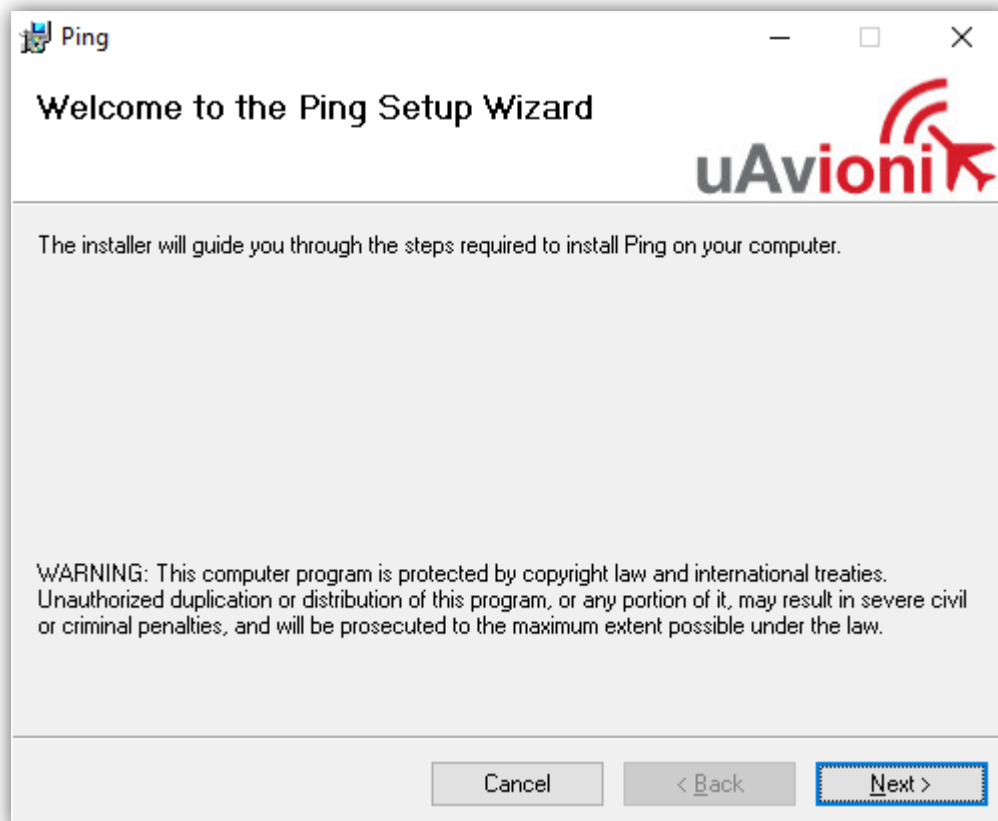 Ping
Welcome to the Ping Setup Wizard
uAvioni
The installer will guide you through the steps required to install Ping on your computer.
WARNING: This computer program is protected by copyright law and international treaties.
Unauthorized duplication or distribution of this program, or any portion of it, may result in severe civil
or criminal penalties, and will be prosecuted to the maximum extent possible under the law.
Cancel
< Back
Next >